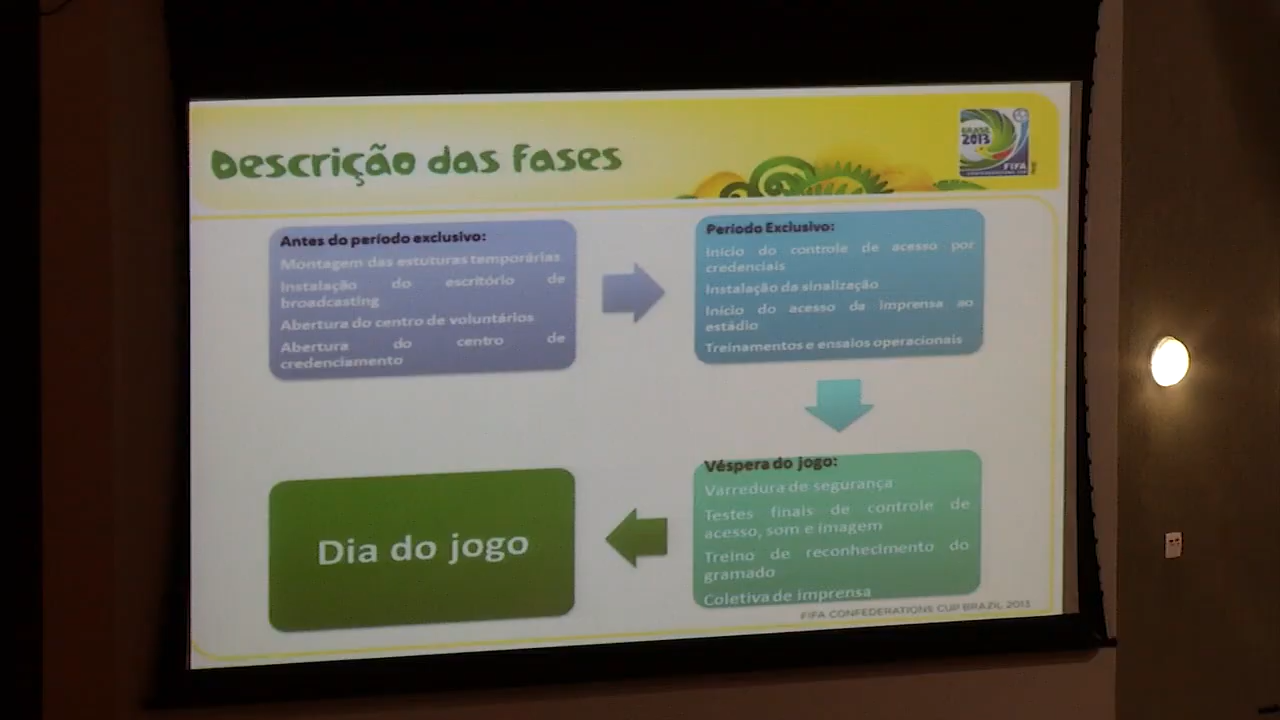 Descrição das fases
BRASIL
2013
FIFA
Antes do período exclusivo:
Montagem das estuturas temporárias
Instalação do escritório de
broadcasting
Abertura do centro de voluntários
Abertura do centro de
credenciamento
Período Exclusivo:
Início do controle de acesso por
credenciais
Instalação da sinalização
Início do acesso da imprensa ao
estádio
Treinamentos e ensaios operacionais
Véspera do jogo:
Varredura de segurança
Testes finais de controle de
acesso, som e imagem
Treino de reconhecimento do
gramado
Coletiva de imprensa
Dia do jogo
FIFA CONFEDERATIONS CUP BRAZIL 2013